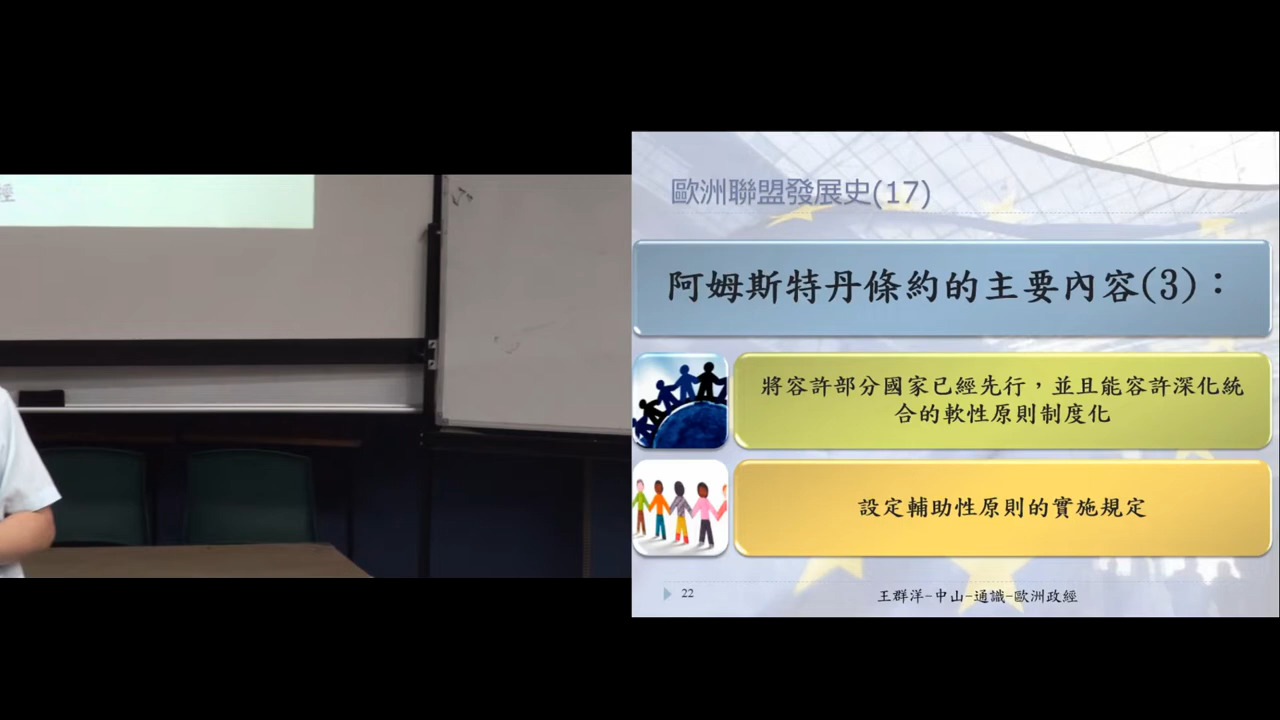 經
歐洲聯盟發展史(17)
阿姆斯特丹條約的主要內容(3)：
將容許部分國家已經先行，並且能容許深化統
合的軟性原則制度化
設定輔助性原則的實施規定
22
王群洋-中山-通識-歐洲政經